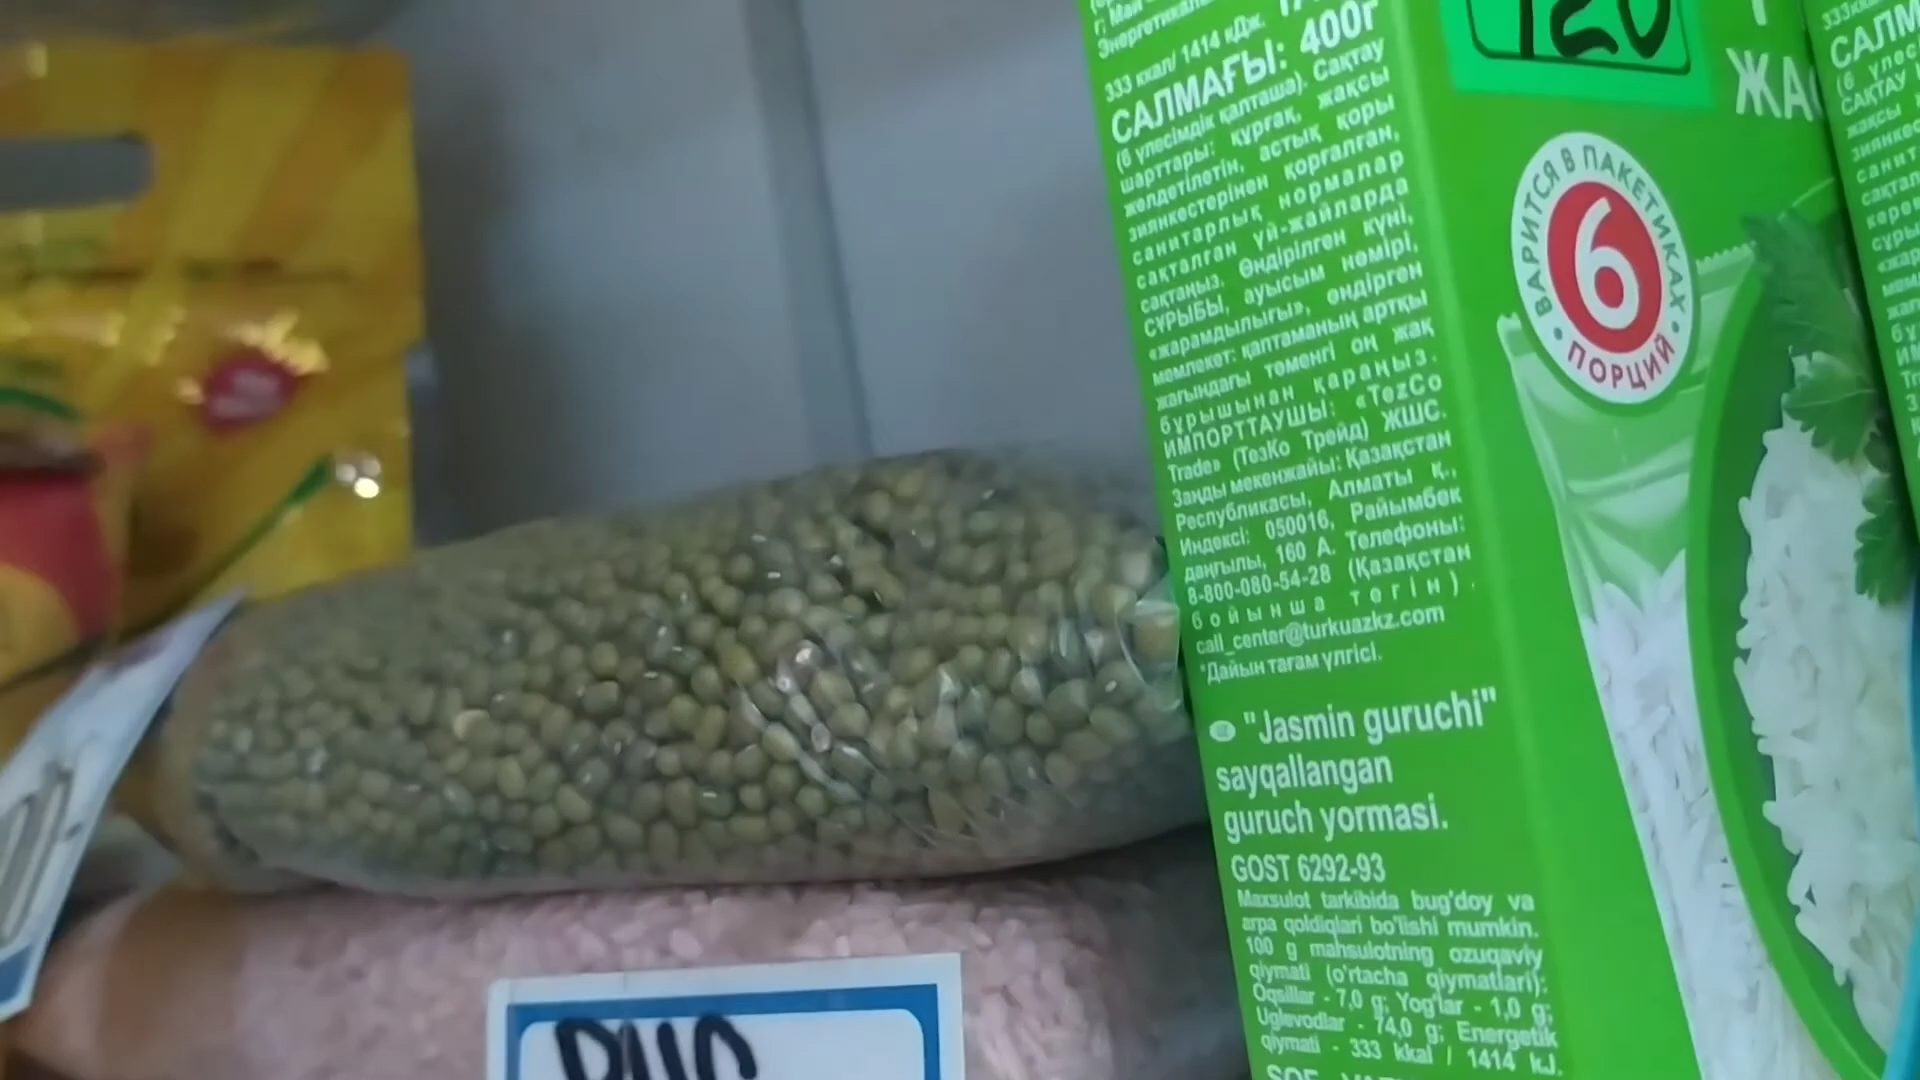 333 ккал/ 1414 кДж.
САЛМАҒЫ: 400г
(6 үлесімдік қалташа). Сақтау
шарттары: құрғақ, жақсы
желдетілетін, астық қоры
зиянкестерінен қорғалған,
санитарлық нормалар
сақталған үй-жайларда
сақтаңыз. Өндірілген күні,
СҰРЫБЫ, ауысым нөмірі,
«жарамдылығы», өндірген
мемлекет: қаптаманың артқы
жағындағы төменгі оң жақ
бұрышынан қараңыз.
ИМПОРТТАУШЫ: «TezCo
Trade» (ТезКо Трейд) ЖШС.
Заңды мекенжайы: Қазақстан
Республикасы, Алматы қ.,
Индексі: 050016, Райымбек
даңғылы, 160 А. Телефоны:
8-800-080-54-28 (Қазақстан
бойынша тегін).
call_center@turkuazkz.com
*Дайын тағам үлгісі.
"Jasmin guruchi"
sayqallangan
guruch yormasi.
GOST 6292-93
Maxsulot tarkibida bug'doy va
arpa qoldiqlari bo'lishi mumkin.
100 g mahsulotning ozuqaviy
qiymati (o'rtacha qiymatlari):
Oqsillar - 7,0 g; Yog'lar - 1,0 g;
Uglevodlar - 74,0 g; Energetik
qiymati - 333 kkal / 1414 kJ.
120
ВАРИТСЯ В ПАКЕТИКАХ
6
ПОРЦИЙ
РИС